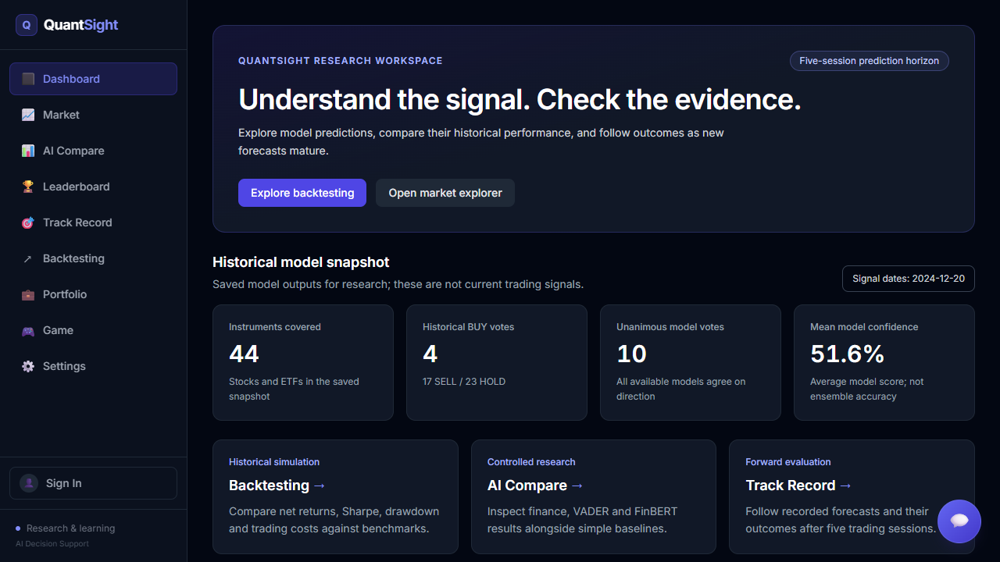 Q QuantSight
Dashboard
Market
AI Compare
Leaderboard
Track Record
Backtesting
Portfolio
Game
Settings
Sign In
Research & learning
AI Decision Support
QUANTSIGHT RESEARCH WORKSPACE
Five-session prediction horizon
Understand the signal. Check the evidence.
Explore model predictions, compare their historical performance, and follow outcomes as new
forecasts mature.
Explore backtesting
Open market explorer
Historical model snapshot
Saved model outputs for research; these are not current trading signals.
Signal dates: 2024-12-20
Instruments covered
44
Stocks and ETFs in the saved
snapshot
Historical BUY votes
4
17 SELL / 23 HOLD
Unanimous model votes
10
All available models agree on
direction
Mean model confidence
51.6%
Average model score; not
ensemble accuracy
Historical simulation
Backtesting →
Compare net returns, Sharpe, drawdown
and trading costs against benchmarks.
Controlled research
AI Compare →
Inspect finance, VADER and FinBERT
results alongside simple baselines.
Forward evaluation
Track Record →
Follow recorded forecasts and their
outcomes after five trading sessions.